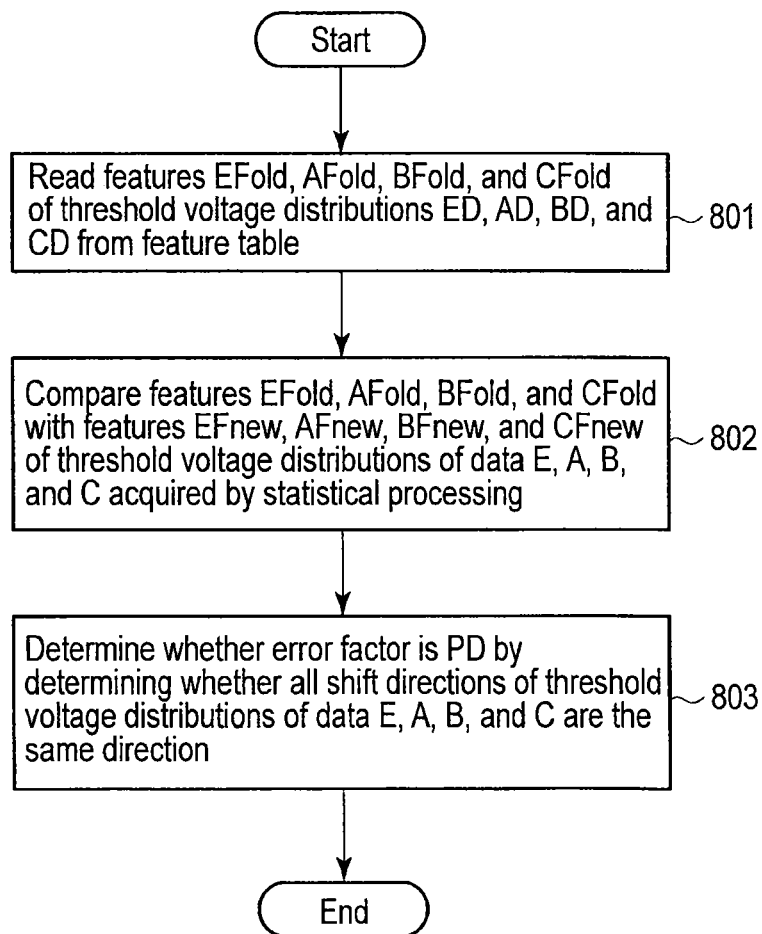 Start
Read features EFold, AFold, BFold, and CFold
of threshold voltage distributions ED, AD, BD, and
CD from feature table
801
Compare features EFold, AFold, BFold, and CFold
with features EFnew, AFnew, BFnew, and CFnew
of threshold voltage distributions of data E, A, B,
and C acquired by statistical processing
802
Determine whether error factor is PD by
determining whether all shift directions of threshold
voltage distributions of data E, A, B, and C are the
same direction
803
End